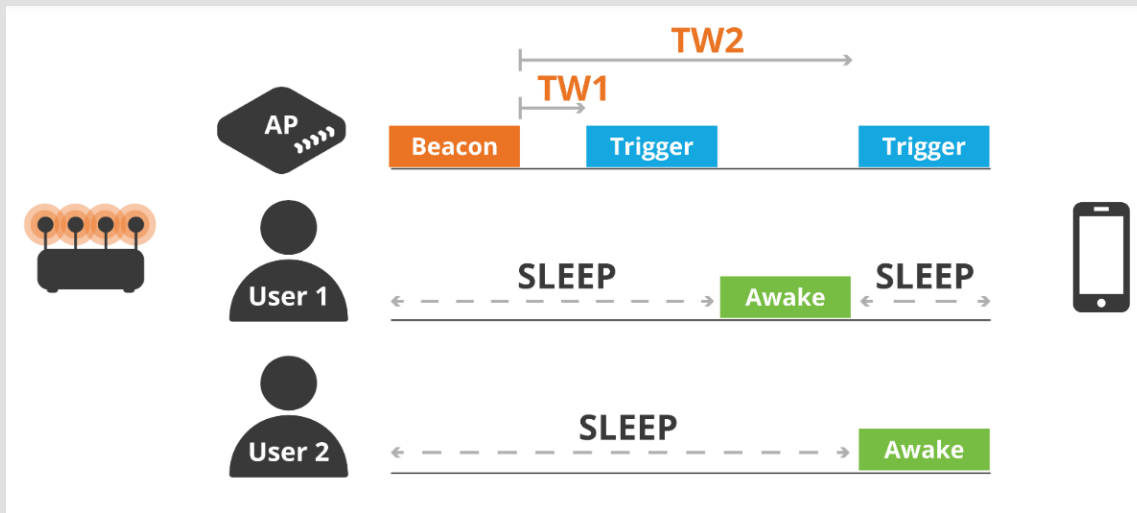 TW2
TW1
AP
Beacon
Trigger
Trigger
User 1
SLEEP
Awake
SLEEP
User 2
SLEEP
Awake